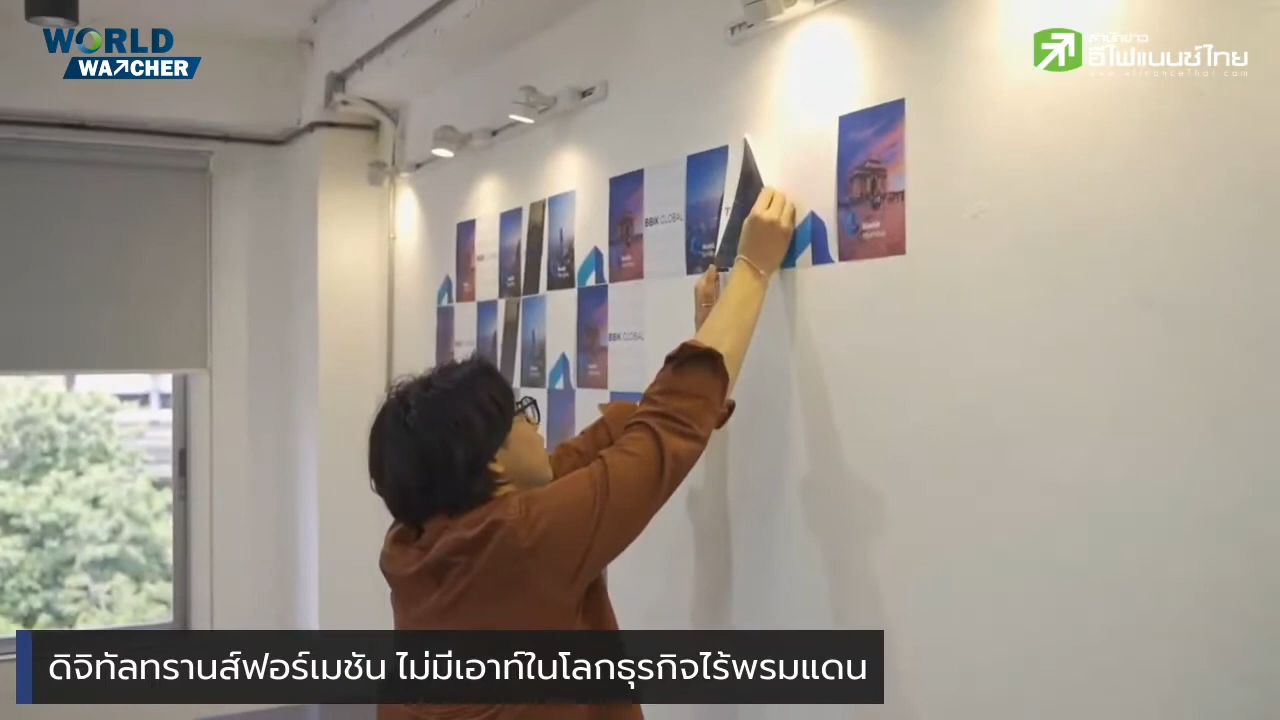 WORLD
WATCHER
สำนักข่าว
อีไฟแนนซ์ไทย
www.efinanceThai.com
BBIK GLOBAL
BBIK GLOBAL
ดิจิทัลทรานส์ฟอร์เมชัน ไม่มีเอาท์ในโลกธุรกิจไร้พรมแดน